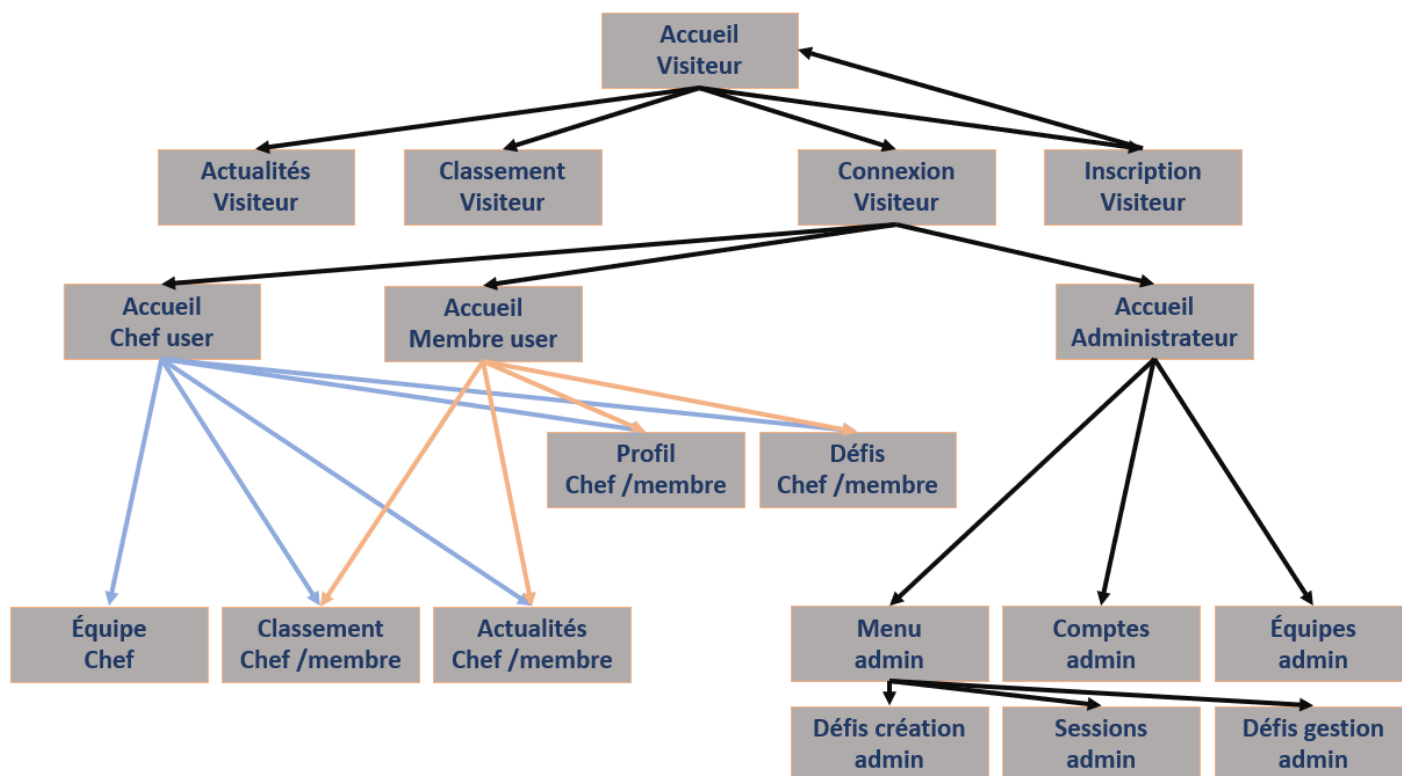 Accueil
Visiteur
Actualités
Visiteur
Classement
Visiteur
Connexion
Visiteur
Inscription
Visiteur
Accueil
Chef user
Accueil
Membre user
Accueil
Administrateur
Profil
Chef /membre
Défis
Chef /membre
Équipe
Chef
Classement
Chef /membre
Actualités
Chef /membre
Menu
admin
Comptes
admin
Équipes
admin
Défis création
admin
Sessions
admin
Défis gestion
admin